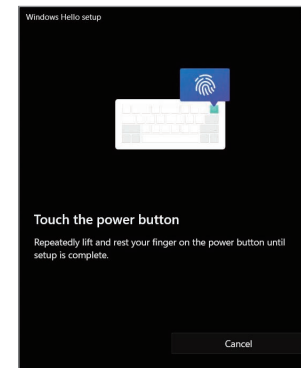 Windows Hello setup
Touch the power button
Repeatedly lift and rest your finger on the power button until
setup is complete.
Cancel